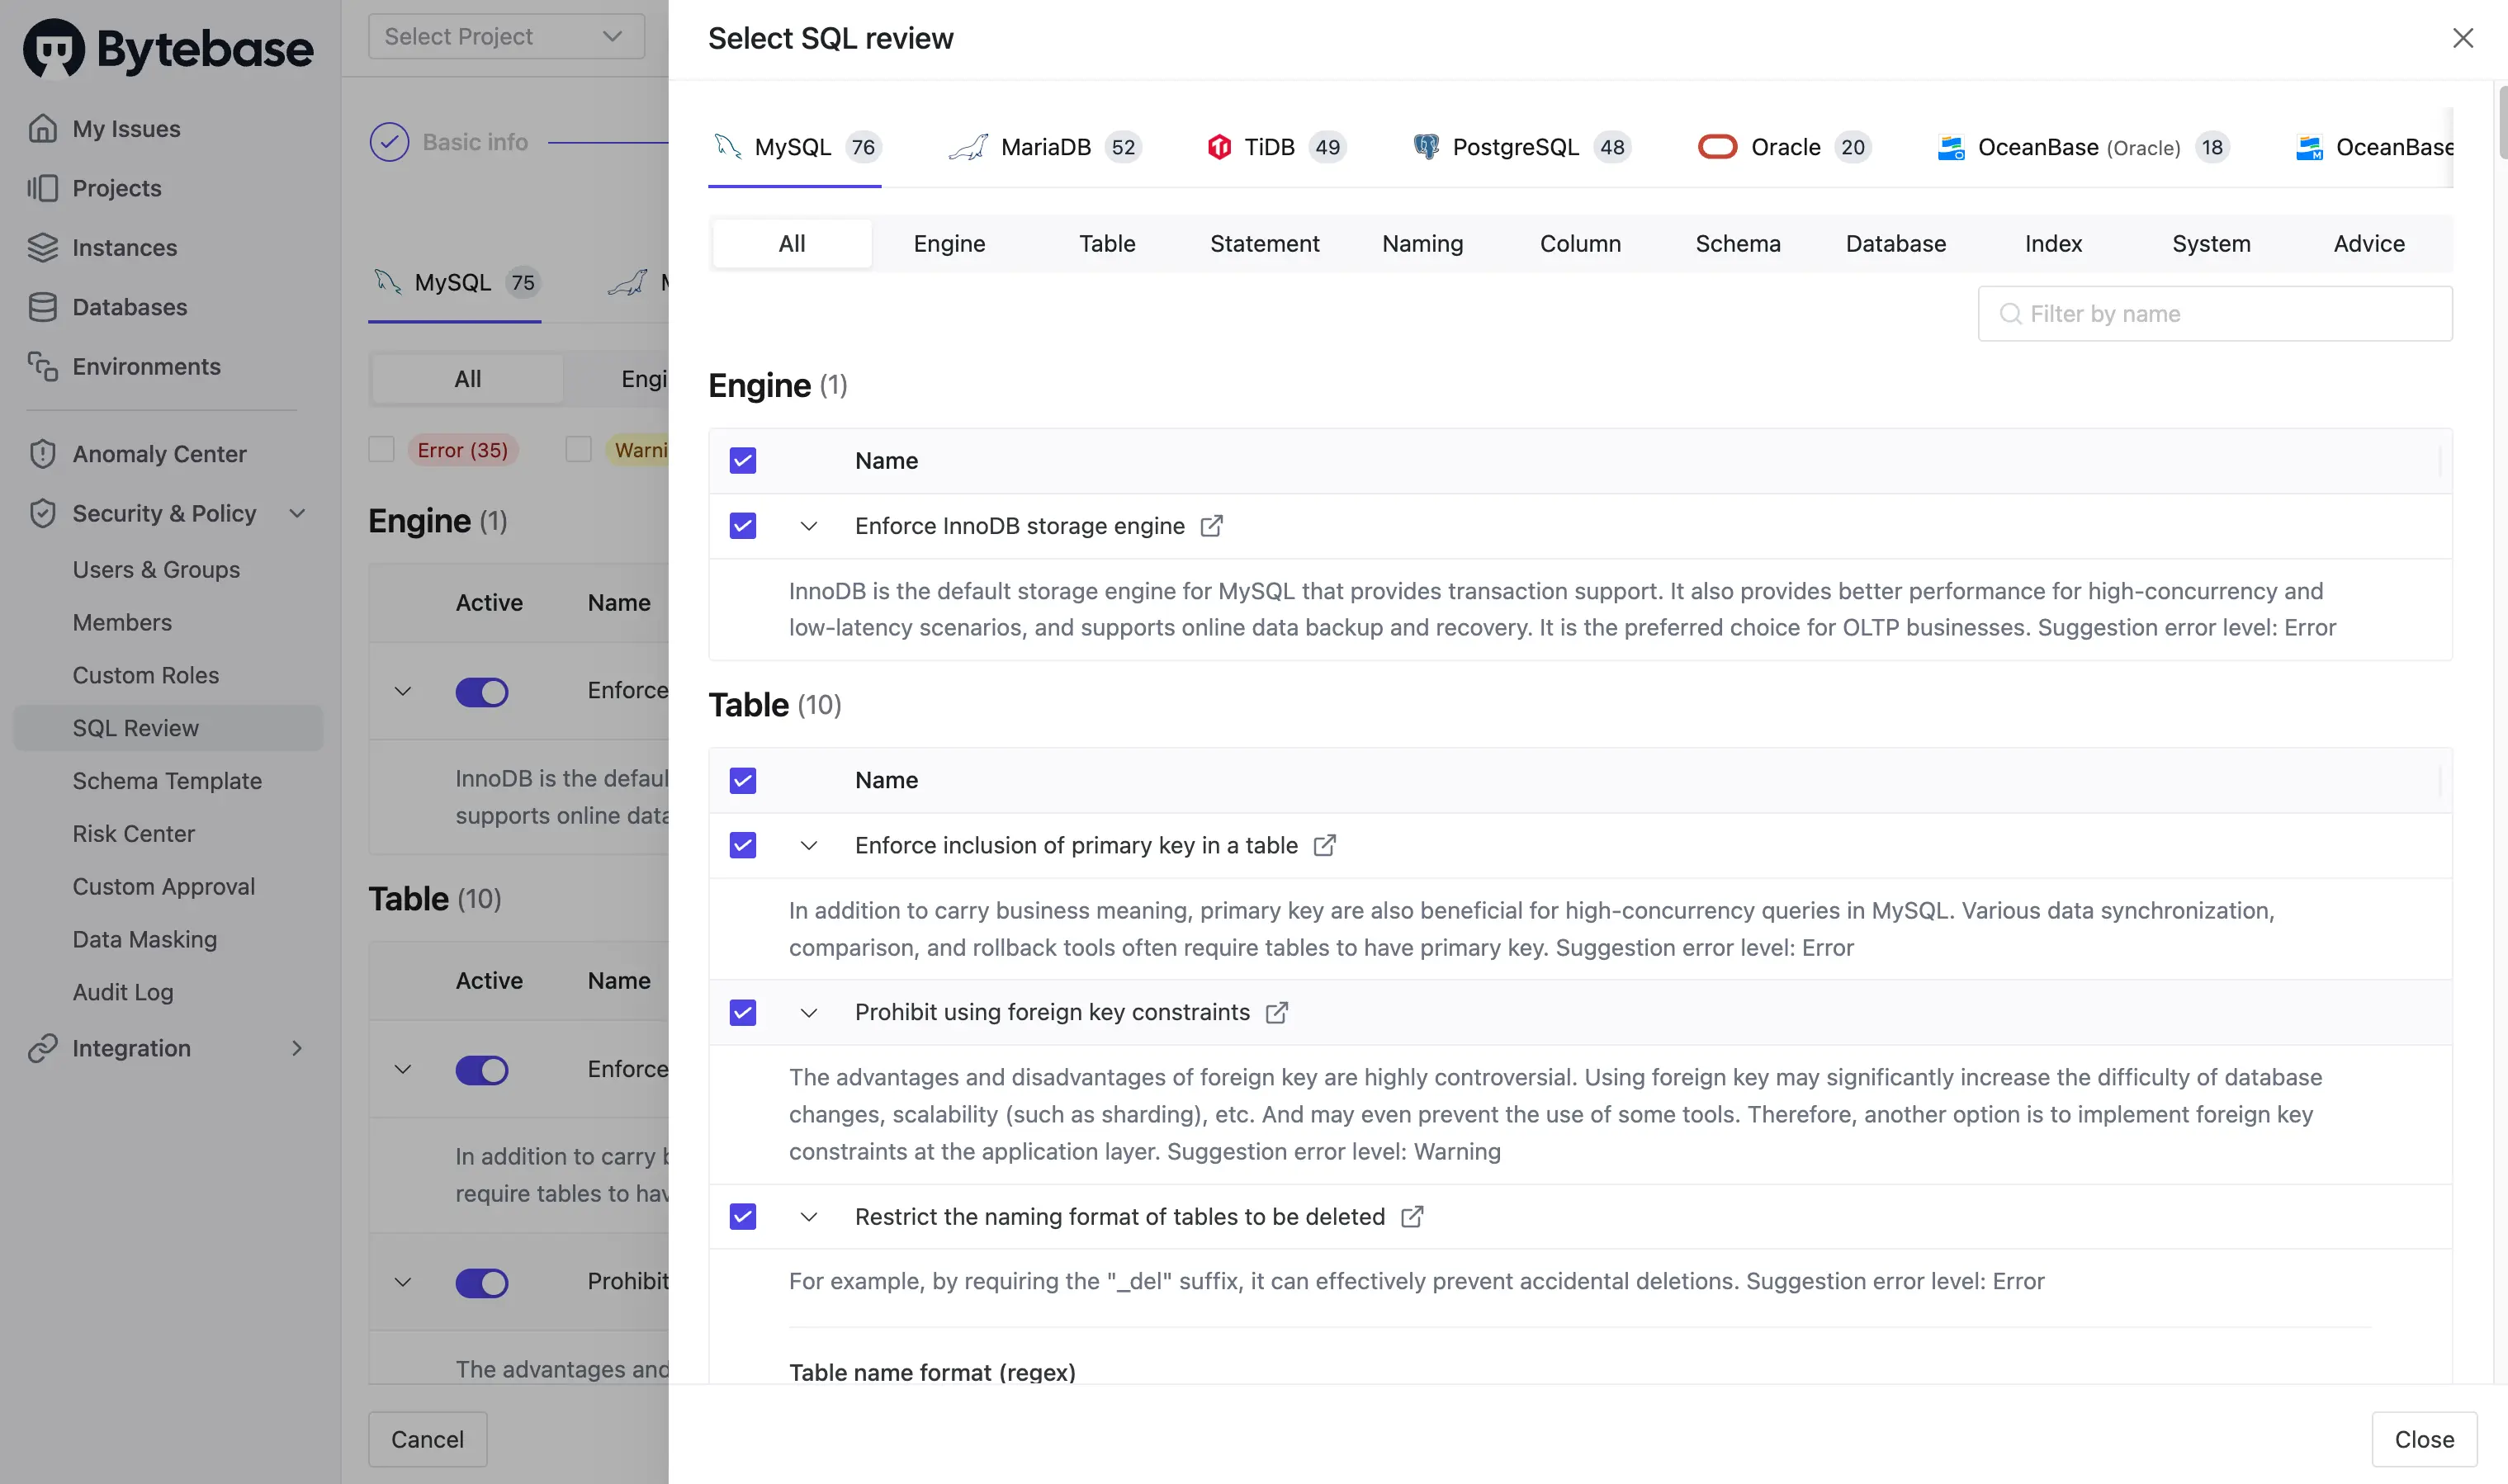 Bytebase
My Issues
Projects
Instances
Databases
Environments
Anomaly Center
Security & Policy
Users & Groups
Members
Custom Roles
SQL Review
Schema Template
Risk Center
Custom Approval
Data Masking
Audit Log
Integration
Select Project
Basic info
MySQL 75
M
All Engi
Error (35) Warni
Engine (1)
Active Name
Enforce
InnoDB is the defaul
supports online data
Table (10)
Active Name
Enforce
In addition to carry b
require tables to hav
Prohibit
The advantages and
Cancel
Select SQL review
MySQL 76 MariaDB 52 TiDB 49 PostgreSQL 48 Oracle 20 OceanBase (Oracle) 18 OceanBase
All Engine Table Statement Naming Column Schema Database Index System Advice
Filter by name
Engine (1)
Name
Enforce InnoDB storage engine
InnoDB is the default storage engine for MySQL that provides transaction support. It also provides better performance for high-concurrency and
low-latency scenarios, and supports online data backup and recovery. It is the preferred choice for OLTP businesses. Suggestion error level: Error
Table (10)
Name
Enforce inclusion of primary key in a table
In addition to carry business meaning, primary key are also beneficial for high-concurrency queries in MySQL. Various data synchronization,
comparison, and rollback tools often require tables to have primary key. Suggestion error level: Error
Prohibit using foreign key constraints
The advantages and disadvantages of foreign key are highly controversial. Using foreign key may significantly increase the difficulty of database
changes, scalability (such as sharding), etc. And may even prevent the use of some tools. Therefore, another option is to implement foreign key
constraints at the application layer. Suggestion error level: Warning
Restrict the naming format of tables to be deleted
For example, by requiring the "_del" suffix, it can effectively prevent accidental deletions. Suggestion error level: Error
Table name format (regex)
Close